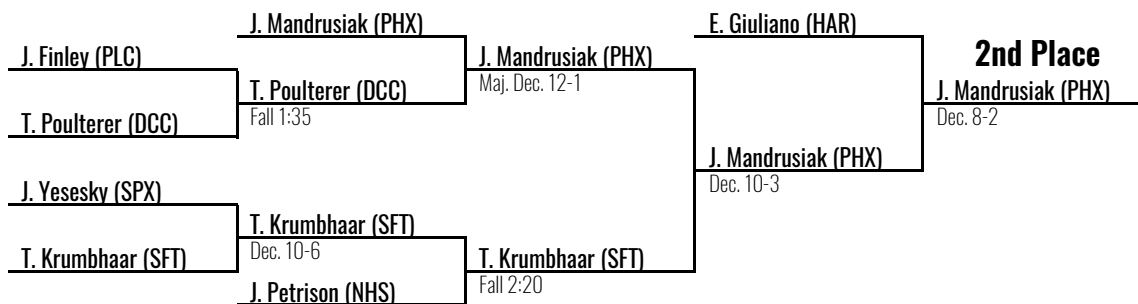 J. Mandrusiak (PHX)
E. Giuliano (HAR)
2nd Place
J. Finley (PLC)
J. Mandrusiak (PHX)
Maj. Dec. 12-1
T. Poulterer (DCC)
Fall 1:35
J. Mandrusiak (PHX)
Dec. 8-2
T. Poulterer (DCC)
J. Mandrusiak (PHX)
Dec. 10-3
J. Yesesky (SPX)
T. Krumbhaar (SFT)
Dec. 10-6
T. Krumbhaar (SFT)
T. Krumbhaar (SFT)
Fall 2:20
J. Petrison (NHS)